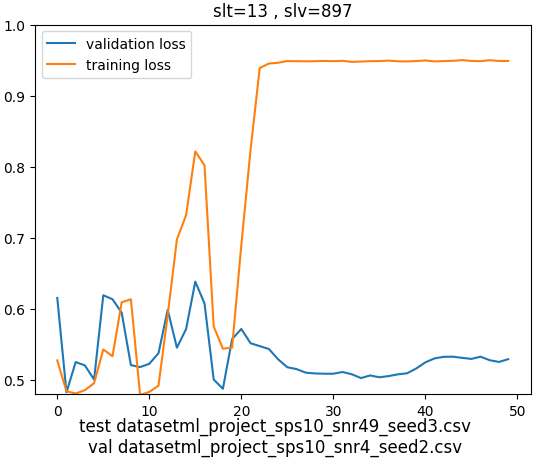 slt=13 , slv=897
1.0
validation loss
training loss
0.9
0.8
0.7
0.6
0.5
0 10 20 30 40 50
test datasetml_project_sps10_snr49_seed3.csv
val datasetml_project_sps10_snr4_seed2.csv